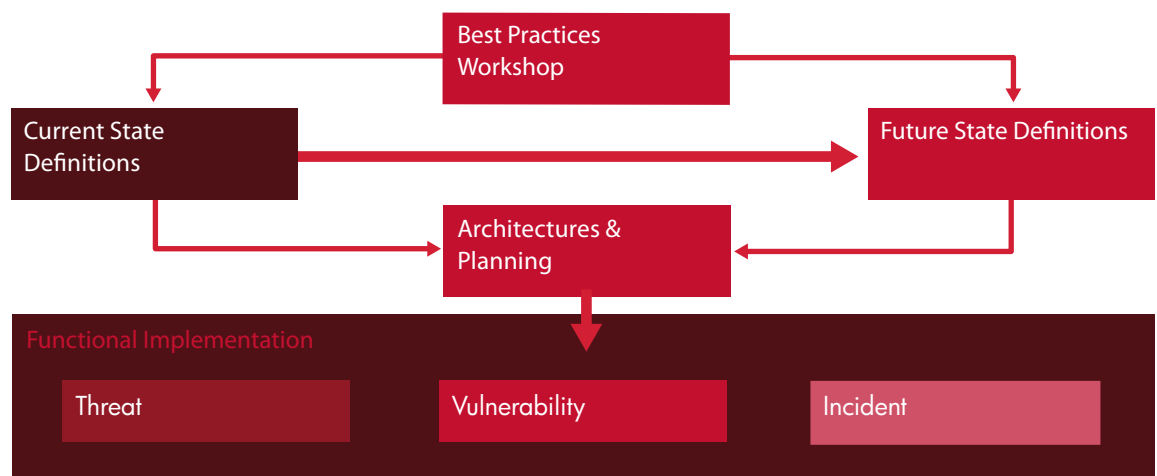 Best Practices
Workshop
Current State
Definitions
Future State Definitions
Architectures &
Planning
Functional Implementation
Threat
Vulnerability
Incident